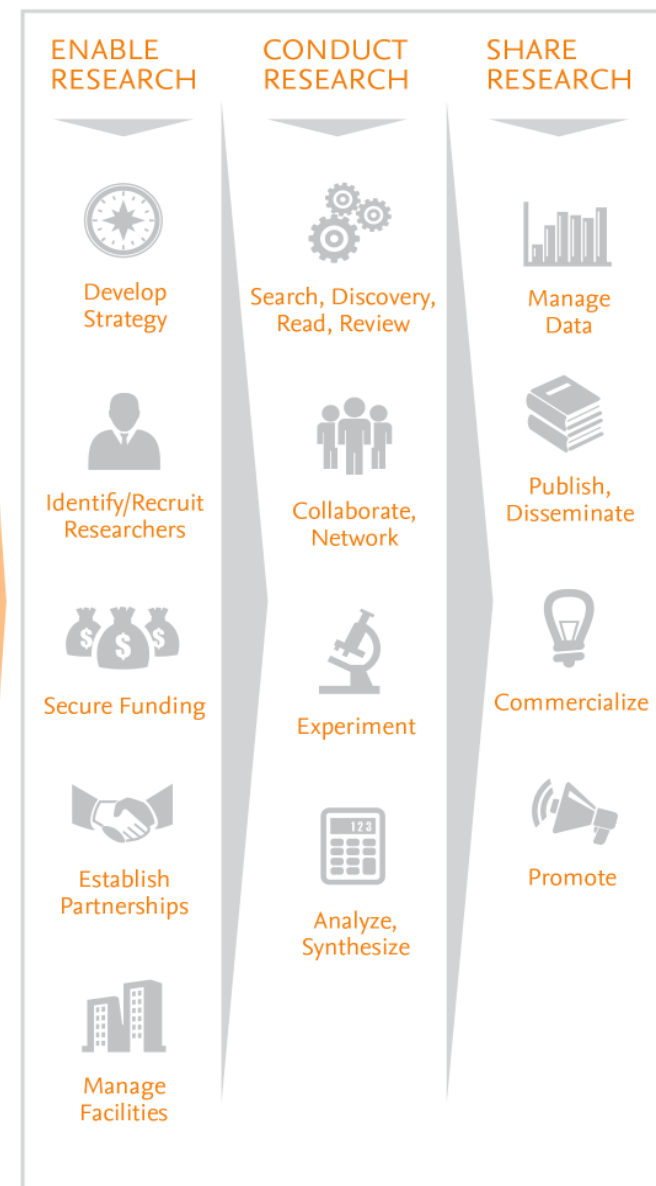 ENABLE
RESEARCH
Develop
Strategy
Identify/Recruit
Researchers
$ $ $
Secure Funding
Establish
Partnerships
Manage
Facilities
CONDUCT
RESEARCH
Search, Discovery,
Read, Review
Collaborate,
Network
Experiment
123
Analyze,
Synthesize
SHARE
RESEARCH
Manage
Data
Publish,
Disseminate
Commercialize
Promote